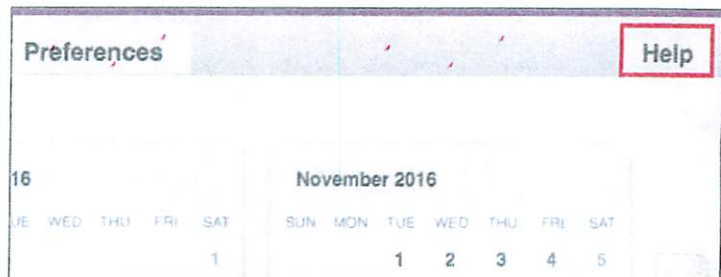 Preferences Help
16 November 2016
UE WED THU FRI SAT SUN MON TUE WED THU FRI SAT
1 1 2 3 4 5